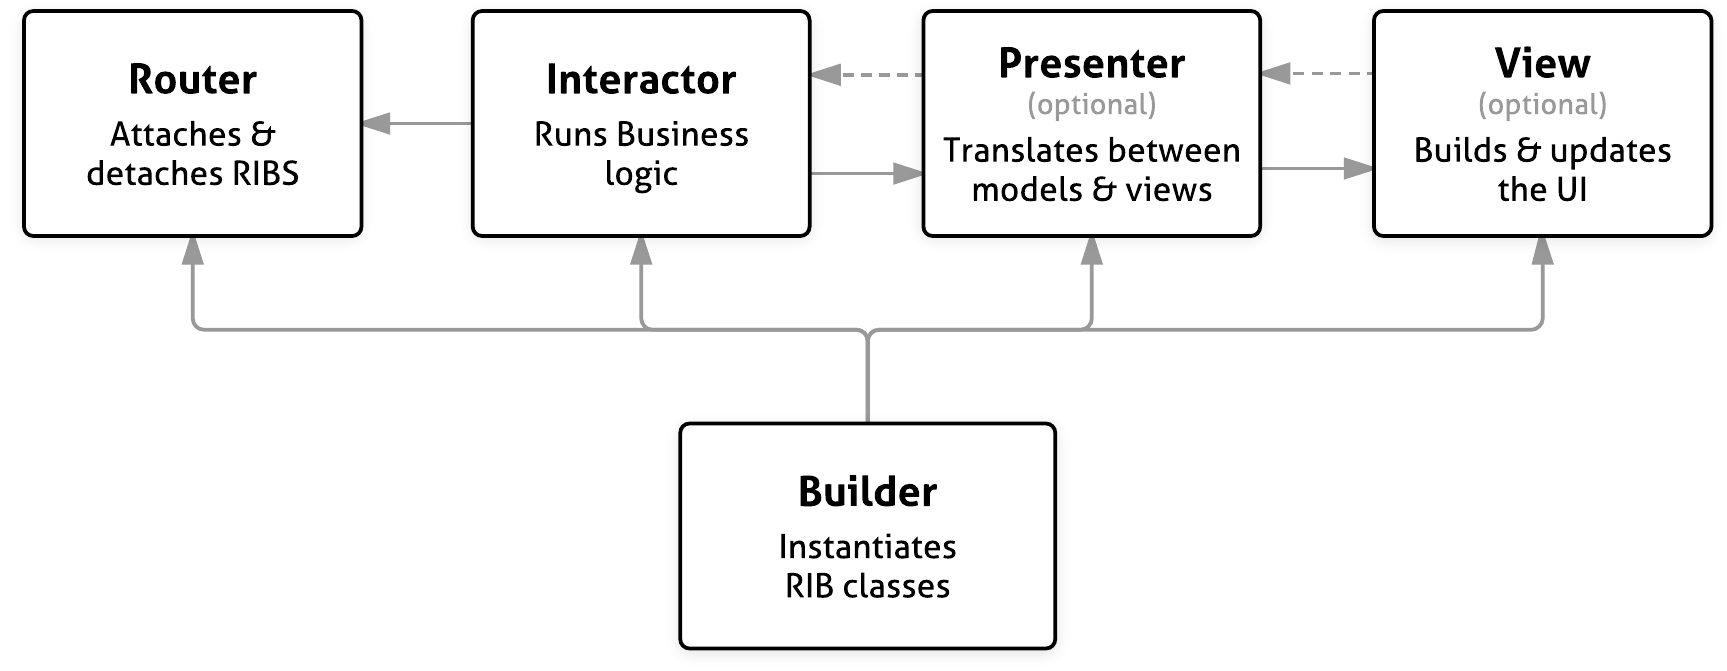 Router
Attaches &
detaches RIBS
Interactor
Runs Business
logic
Presenter
(optional)
Translates between
models & views
View
(optional)
Builds & updates
the UI
Builder
Instantiates
RIB classes